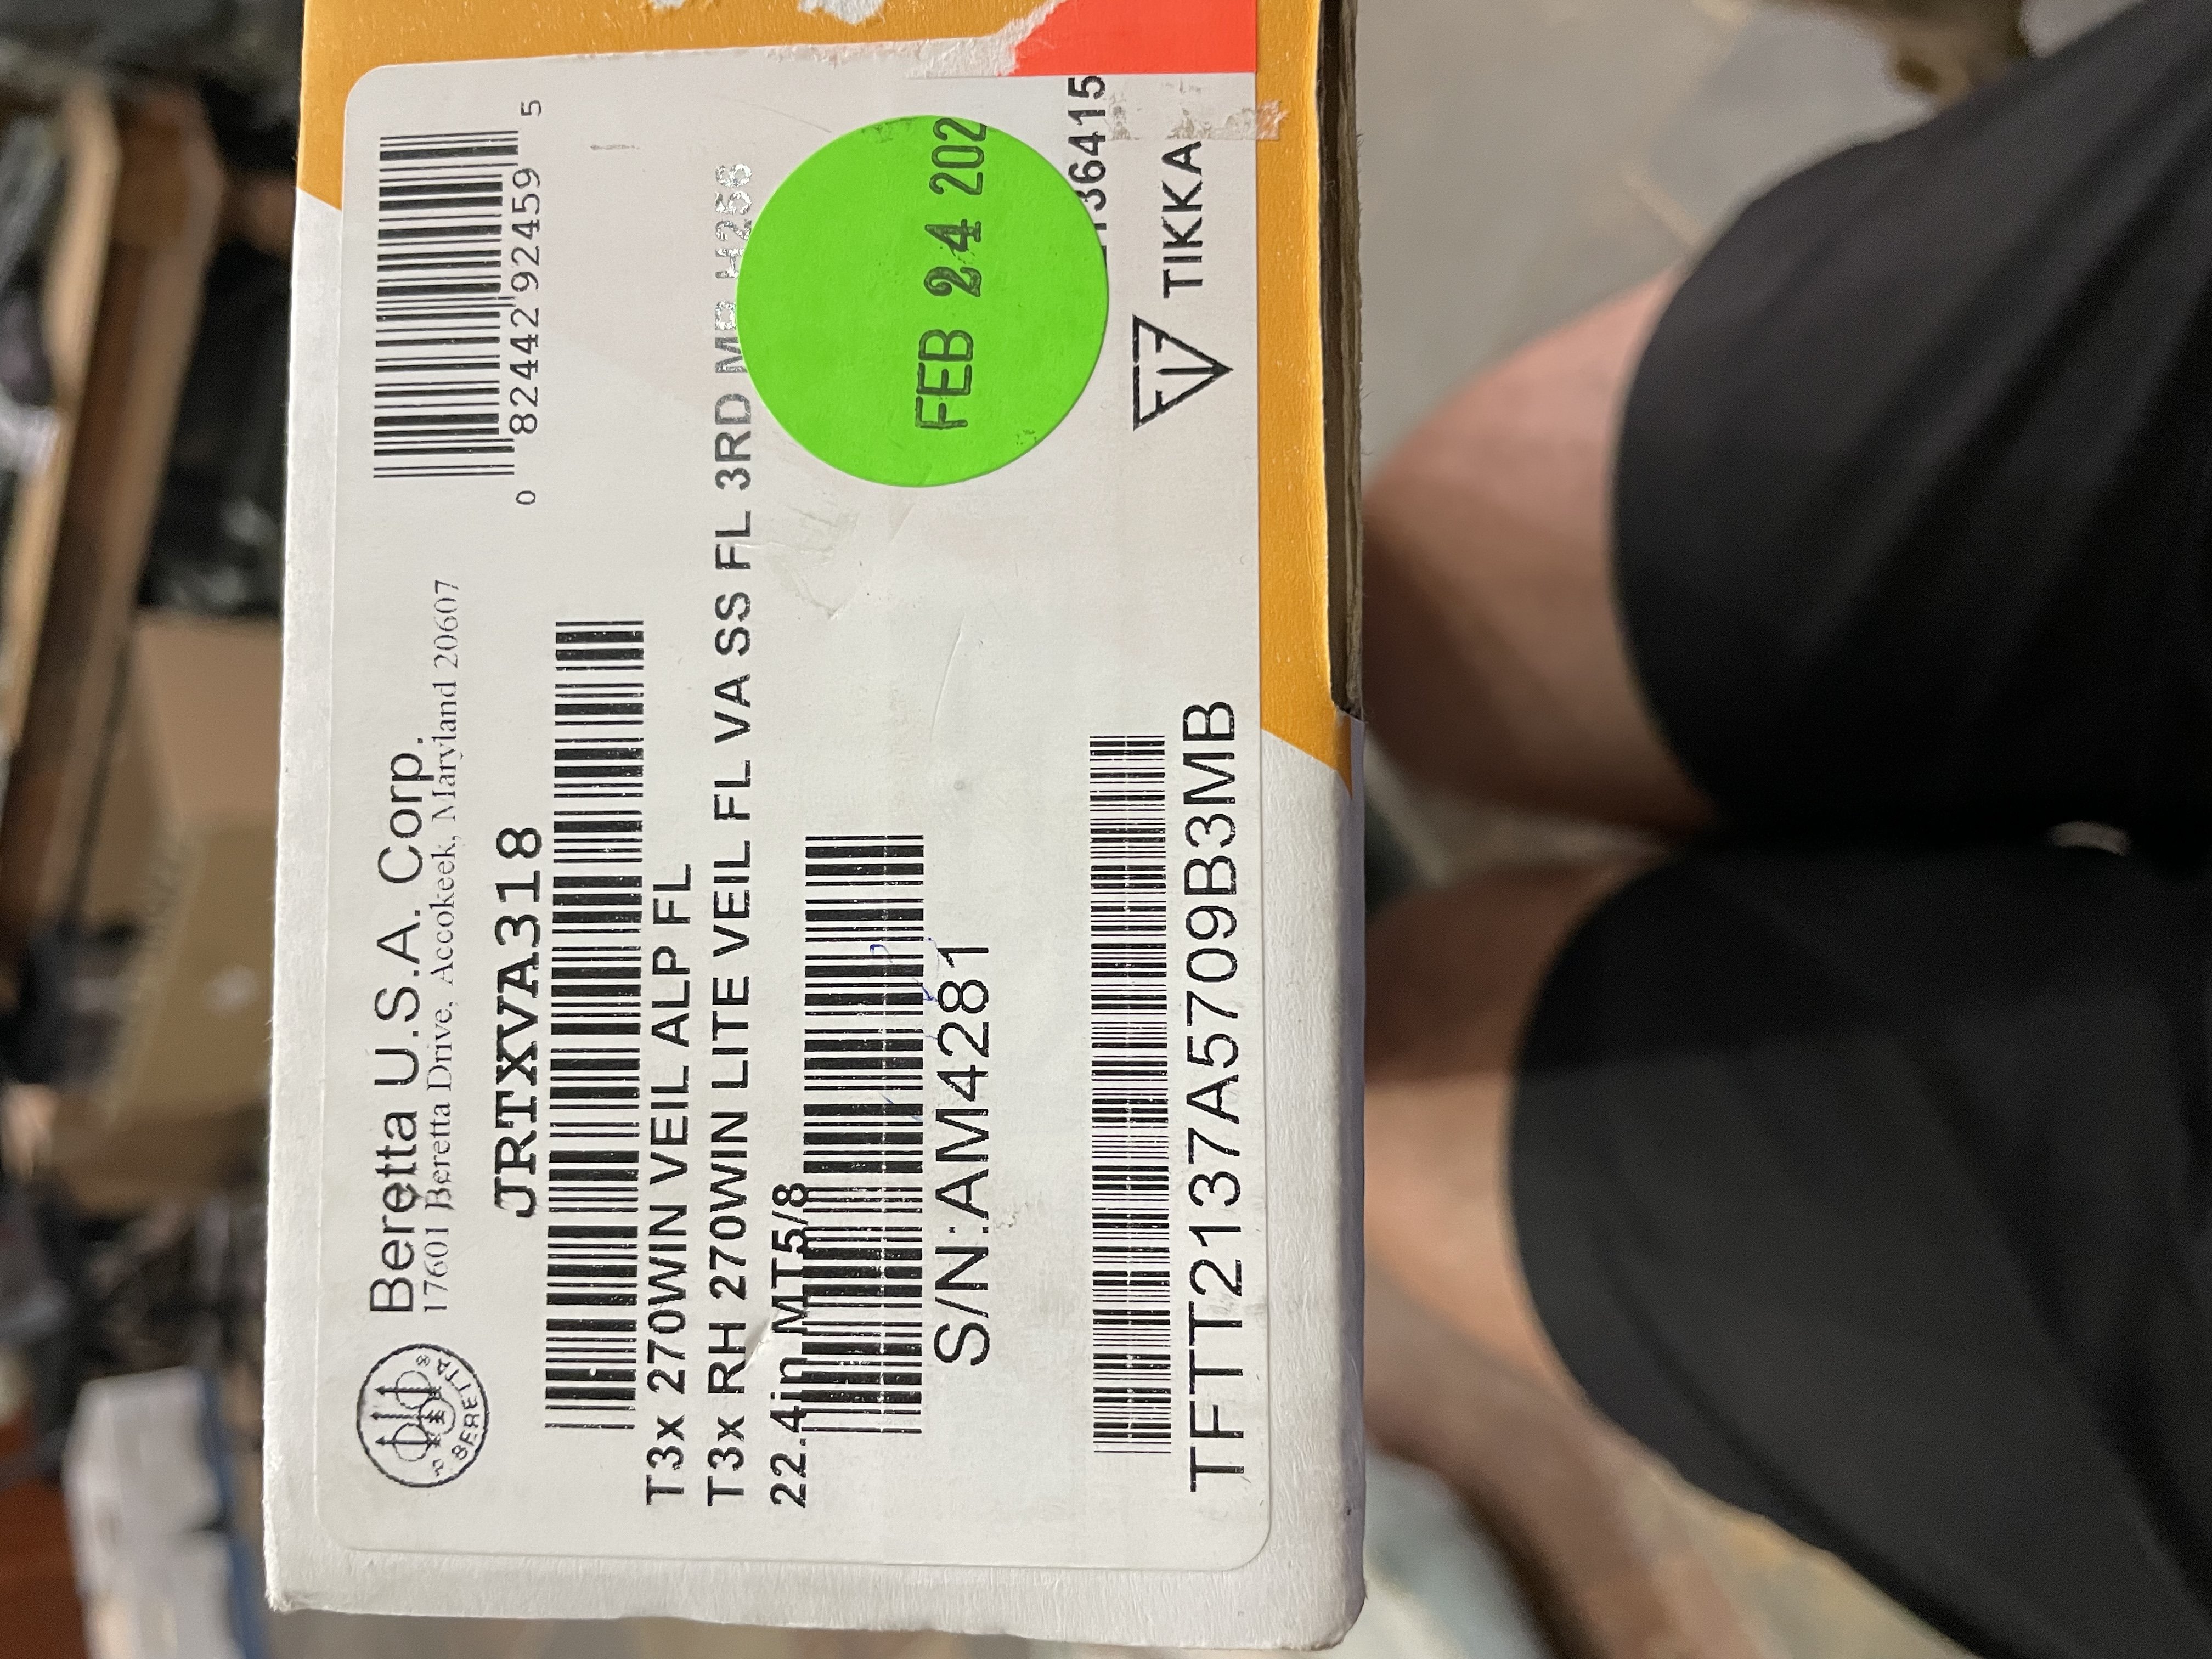 Beretta U.S.A. Corp.
17601 Beretta Drive, Accokeek, Maryland 20607
BERETTA
0 82442 92459 5
JRTXVA318
T3x 270WIN VEIL ALP FL
T3x RH 270WIN LITE VEIL FL VA SS FL 3RD
22.4in MT5/8
S/N:AM4281
FEB 24 202
36415
TFTT2137A5709B3MB
TIKKA